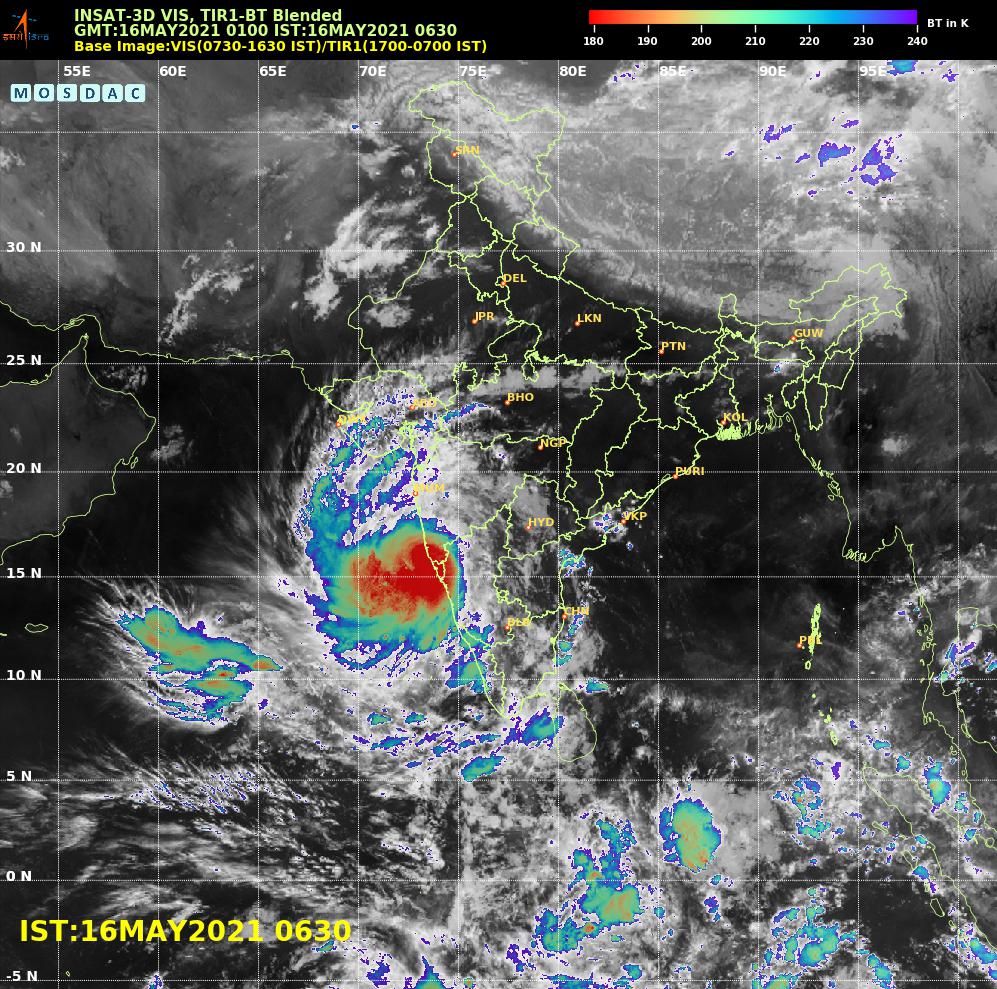 INSAT-3D VIS, TIR1-BT Blended
GMT:16MAY2021 0100 IST:16MAY2021 0630
Base Image:VIS(0730-1630 IST)/TIR1(1700-0700 IST)
BT in K
180 190 200 210 220 230 240
55E 60E 65E 70E 75E 80E 85E 90E 95E
MOSDAC
SRN
30 N
DEL
JPR
LKN
GUW
PTN
25 N
BHO
KOL
NGP
20 N
PURI
MUM
HYD
VKP
15 N
CHN
BLR
10 N
5 N
0 N
IST:16MAY2021 0630
-5 N